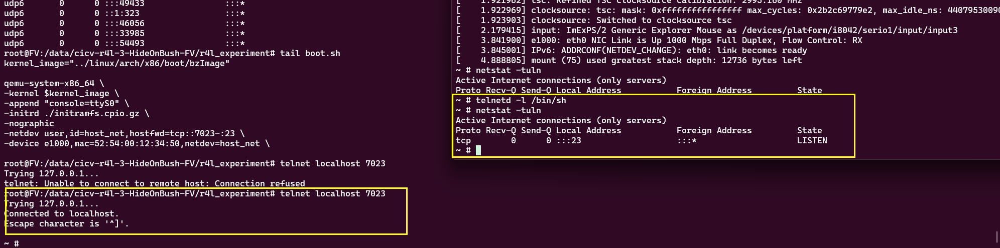 udp6       0      0 :::49433                :::*
udp6       0      0 ::1:323                 :::*
udp6       0      0 :::46056                :::*
udp6       0      0 :::33985                :::*
udp6       0      0 :::54493                :::*
root@FV:/data/cicv-r4l-3-HideOnBush-FV/r4l_experiment# tail boot.sh
kernel_image="../linux/arch/x86/boot/bzImage"
qemu-system-x86_64 \
-kernel $kernel_image \
-append "console=ttyS0" \
-initrd ./initramfs.cpio.gz \
-nographic
-netdev user,id=host_net,hostfwd=tcp::7023-:23 \
-device e1000,mac=52:54:00:12:34:50,netdev=host_net \
root@FV:/data/cicv-r4l-3-HideOnBush-FV/r4l_experiment# telnet localhost 7023
Trying 127.0.0.1...
telnet: Unable to connect to remote host: Connection refused
root@FV:/data/cicv-r4l-3-HideOnBush-FV/r4l_experiment# telnet localhost 7023
Trying 127.0.0.1...
Connected to localhost.
Escape character is '^]'.
~ #
[    1.921962] tsc: Refined TSC clocksource calibration: 2995.160 MHz
[    1.922969] clocksource: tsc: mask: 0xffffffffffffffff max_cycles: 0x2b2c69779e2, max_idle_ns: 4407953009
[    1.923903] clocksource: Switched to clocksource tsc
[    2.179415] input: ImExPS/2 Generic Explorer Mouse as /devices/platform/i8042/serio1/input/input3
[    3.841900] e1000: eth0 NIC Link is Up 1000 Mbps Full Duplex, Flow Control: RX
[    3.845001] IPv6: ADDRCONF(NETDEV_CHANGE): eth0: link becomes ready
[    4.888805] mount (75) used greatest stack depth: 12736 bytes left
~ # netstat -tuln
Active Internet connections (only servers)
Proto Recv-Q Send-Q Local Address           Foreign Address         State
~ # telnetd -l /bin/sh
~ # netstat -tuln
Active Internet connections (only servers)
Proto Recv-Q Send-Q Local Address           Foreign Address         State
tcp        0      0 :::23                   :::*                    LISTEN
~ #